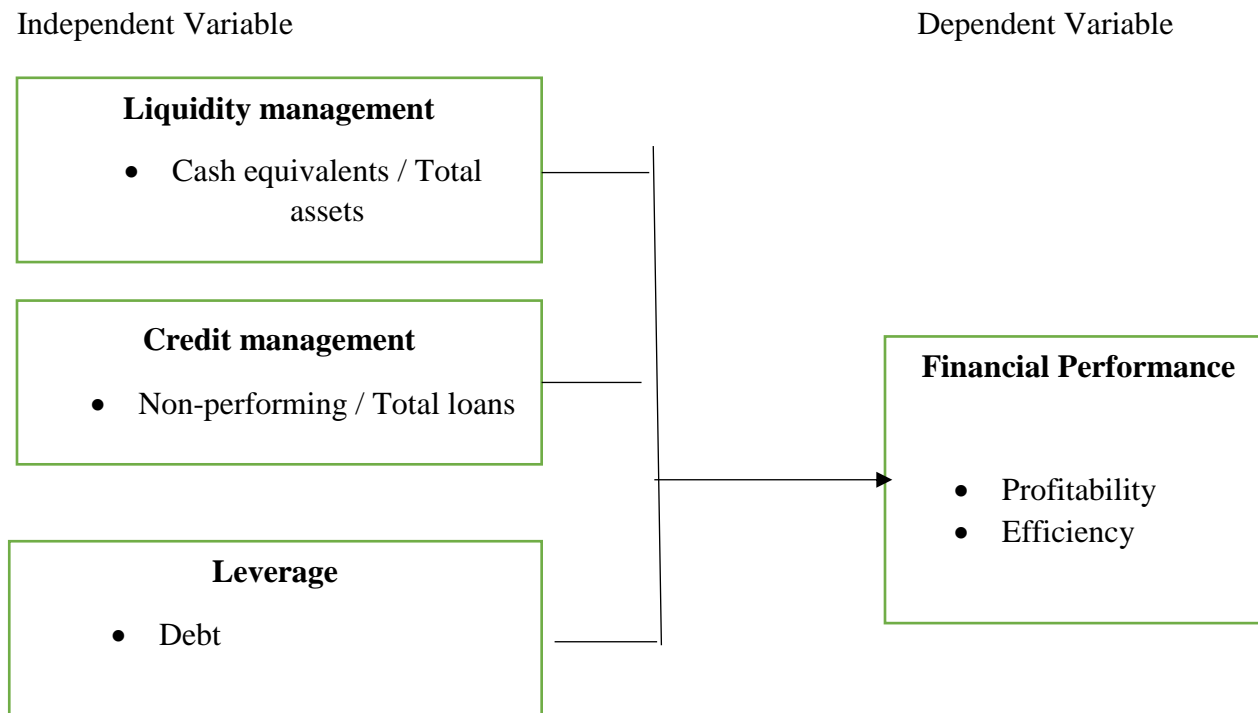 Independent Variable
Dependent Variable
Liquidity management
• Cash equivalents / Total
assets
Credit management
• Non-performing / Total loans
Leverage
• Debt
Financial Performance
• Profitability
• Efficiency